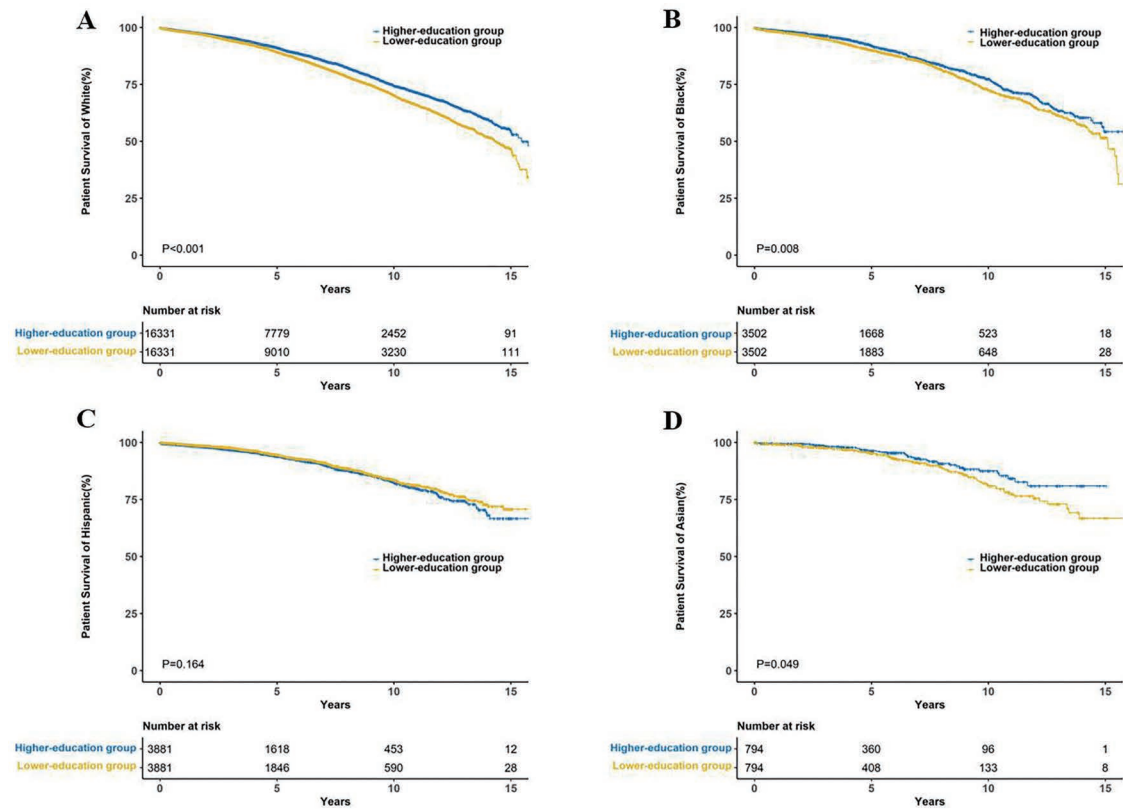 A
Patient Survival of White(%)
100
75
50
25
0
Higher-education group
Lower-education group
P<0.001
0 5 10 15
Years
Number at risk
Higher-education group 16331 7779 2452 91
Lower-education group 16331 9010 3230 111
0 5 10 15
Years
B
Patient Survival of Black(%)
100
75
50
25
0
Higher-education group
Lower-education group
P=0.008
0 5 10 15
Years
Number at risk
Higher-education group 3502 1668 523 18
Lower-education group 3502 1883 648 28
0 5 10 15
Years
C
Patient Survival of Hispanic(%)
100
75
50
25
0
Higher-education group
Lower-education group
P=0.164
0 5 10 15
Years
Number at risk
Higher-education group 3881 1618 453 12
Lower-education group 3881 1846 590 28
0 5 10 15
Years
D
Patient Survival of Asian(%)
100
75
50
25
0
Higher-education group
Lower-education group
P=0.049
0 5 10 15
Years
Number at risk
Higher-education group 794 360 96 1
Lower-education group 794 408 133 8
0 5 10 15
Years